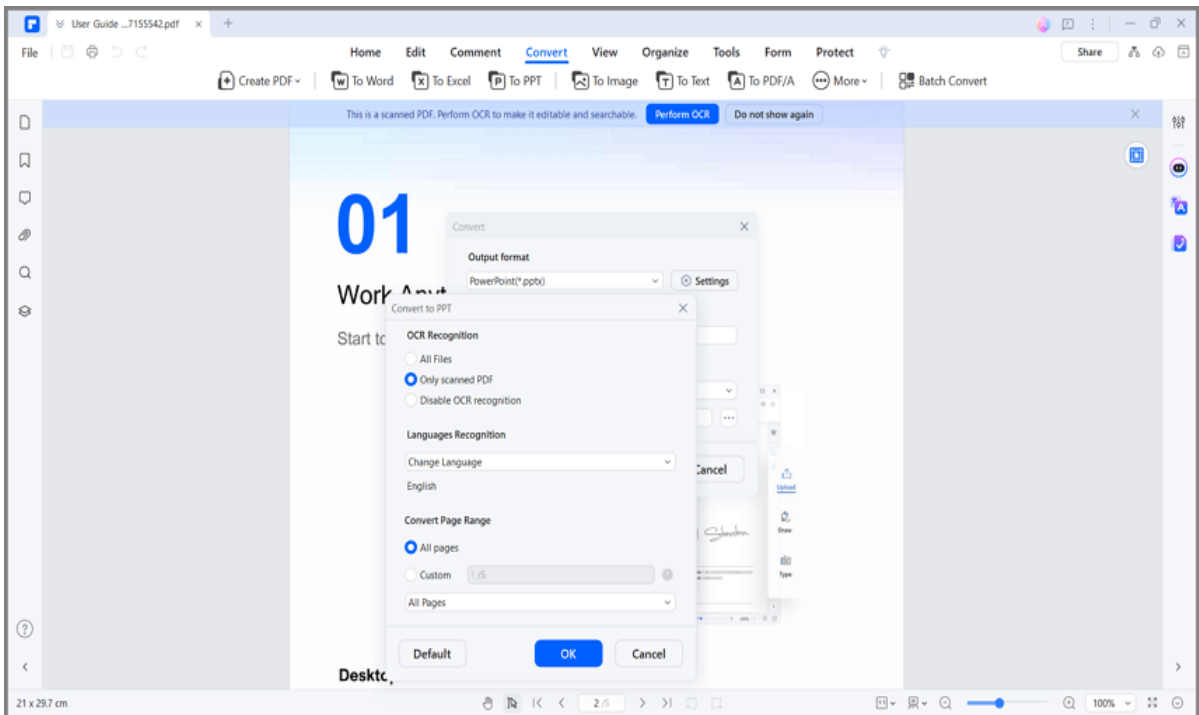 User Guide ...7155542.pdf
File
Home Edit Comment Convert View Organize Tools Form Protect
Share
Create PDF To Word To Excel To PPT To Image To Text To PDF/A More Batch Convert
This is a scanned PDF. Perform OCR to make it editable and searchable. Perform OCR Do not show again
01
Convert
Output format
PowerPoint(*.pptx) Settings
Work Anyt
Convert to PPT
Start to
OCR Recognition
All Files
Only scanned PDF
Disable OCR recognition
Languages Recognition
Change Language
Cancel
English
Upload
Convert Page Range
Draw
All pages
Custom 1 /5
Type
All Pages
Default OK Cancel
Desktc
21 x 29.7 cm 2 /5 100%